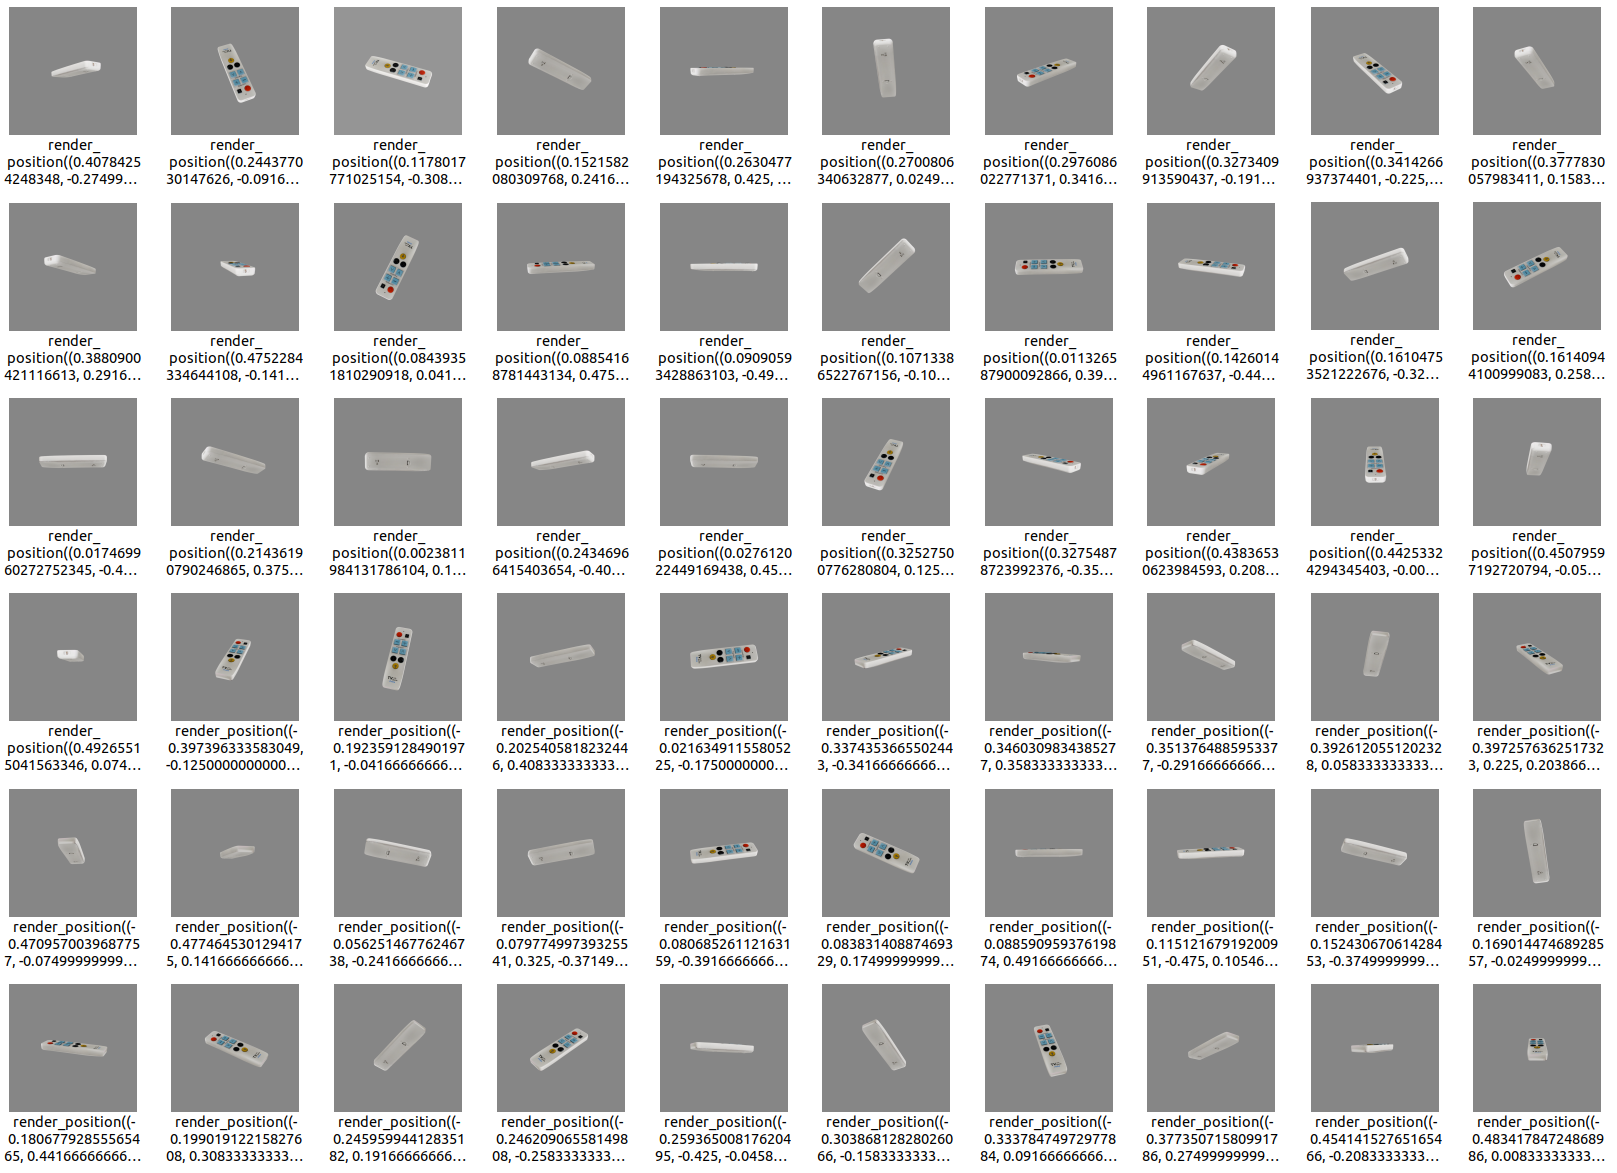 render_
position((0.4078425
4248348, -0.27499…
render_
position((0.2443770
30147626, -0.0916…
render_
position((0.1178017
771025154, -0.308…
render_
position((0.1521582
080309768, 0.2416…
render_
position((0.2630477
194325678, 0.425, …
render_
position((0.2700806
340632877, 0.0249…
render_
position((0.2976086
022771371, 0.3416…
render_
position((0.3273409
913590437, -0.191…
render_
position((0.3414266
937374401, -0.225,…
render_
position((0.3777830
057983411, 0.1583…
render_
position((0.3880900
421116613, 0.2916…
render_
position((0.4752284
334644108, -0.141…
render_
position((0.0843935
1810290918, 0.041…
render_
position((0.0885416
8781443134, 0.475…
render_
position((0.0909059
3428863103, -0.49…
render_
position((0.1071338
6522767156, -0.10…
render_
position((0.0113265
87900092866, 0.39…
render_
position((0.1426014
4961167637, -0.44…
render_
position((0.1610475
3521222676, -0.32…
render_
position((0.1614094
4100999083, 0.258…
render_
position((0.0174699
60272752345, -0.4…
render_
position((0.2143619
0790246865, 0.375…
render_
position((0.0023811
984131786104, 0.1…
render_
position((0.2434696
6415403654, -0.40…
render_
position((0.0276120
22449169438, 0.45…
render_
position((0.3252750
0776280804, 0.125…
render_
position((0.3275487
8723992376, -0.35…
render_
position((0.4383653
0623984593, 0.208…
render_
position((0.4425332
4294345403, -0.00…
render_
position((0.4507959
7192720794, -0.05…
render_
position((0.4926551
5041563346, 0.074…
render_position((-
0.397396333583049,
-0.1250000000000…
render_position((-
0.192359128490197
1, -0.04166666666…
render_position((-
0.202540581823244
6, 0.408333333333…
render_position((-
0.021634911558052
25, -0.1750000000…
render_position((-
0.337435366550244
3, -0.34166666666…
render_position((-
0.346030983438527
7, 0.358333333333…
render_position((-
0.351376488595337
7, -0.29166666666…
render_position((-
0.392612055120232
8, 0.058333333333…
render_position((-
0.397257636251732
3, 0.225, 0.203866…
render_position((-
0.470957003968775
7, -0.07499999999…
render_position((-
0.477464530129417
5, 0.141666666666…
render_position((-
0.056251467762467
38, -0.2416666666…
render_position((-
0.079774997393255
41, 0.325, -0.37149…
render_position((-
0.080685261121631
59, -0.3916666666…
render_position((-
0.083831408874693
29, 0.17499999999…
render_position((-
0.088590959376198
74, 0.49166666666…
render_position((-
0.115121679192009
51, -0.475, 0.10546…
render_position((-
0.152430670614284
53, -0.3749999999…
render_position((-
0.169014474689285
57, -0.0249999999…
render_position((-
0.180677928555654
65, 0.44166666666…
render_position((-
0.199019122158276
08, 0.30833333333…
render_position((-
0.245959944128351
82, 0.19166666666…
render_position((-
0.246209065581498
08, -0.2583333333…
render_position((-
0.259365008176204
95, -0.425, -0.0458…
render_position((-
0.303868128280260
66, -0.1583333333…
render_position((-
0.333784749729778
84, 0.09166666666…
render_position((-
0.377350715809917
86, 0.27499999999…
render_position((-
0.454141527651654
66, -0.2083333333…
render_position((-
0.483417847248689
86, 0.00833333333…